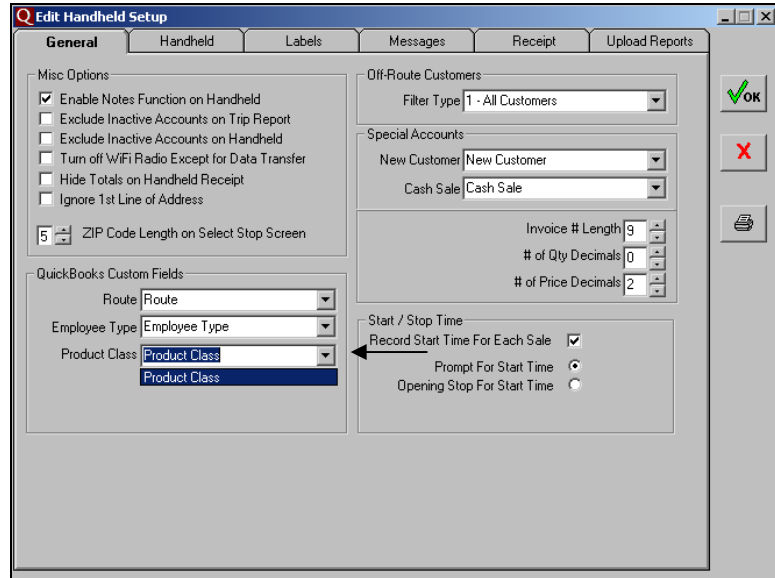 Edit Handheld Setup
General
Handheld
Labels
Messages
Receipt
Upload Reports
Misc Options
Enable Notes Function on Handheld
Exclude Inactive Accounts on Trip Report
Exclude Inactive Accounts on Handheld
Turn off WiFi Radio Except for Data Transfer
Hide Totals on Handheld Receipt
Ignore 1st Line of Address
5 ZIP Code Length on Select Stop Screen
QuickBooks Custom Fields
Route Route
Employee Type Employee Type
Product Class Product Class
Product Class
Off-Route Customers
Filter Type 1 - All Customers
Special Accounts
New Customer New Customer
Cash Sale Cash Sale
Invoice # Length 9
# of Qty Decimals 0
# of Price Decimals 2
Start / Stop Time
Record Start Time For Each Sale
Prompt For Start Time
Opening Stop For Start Time
OK
X